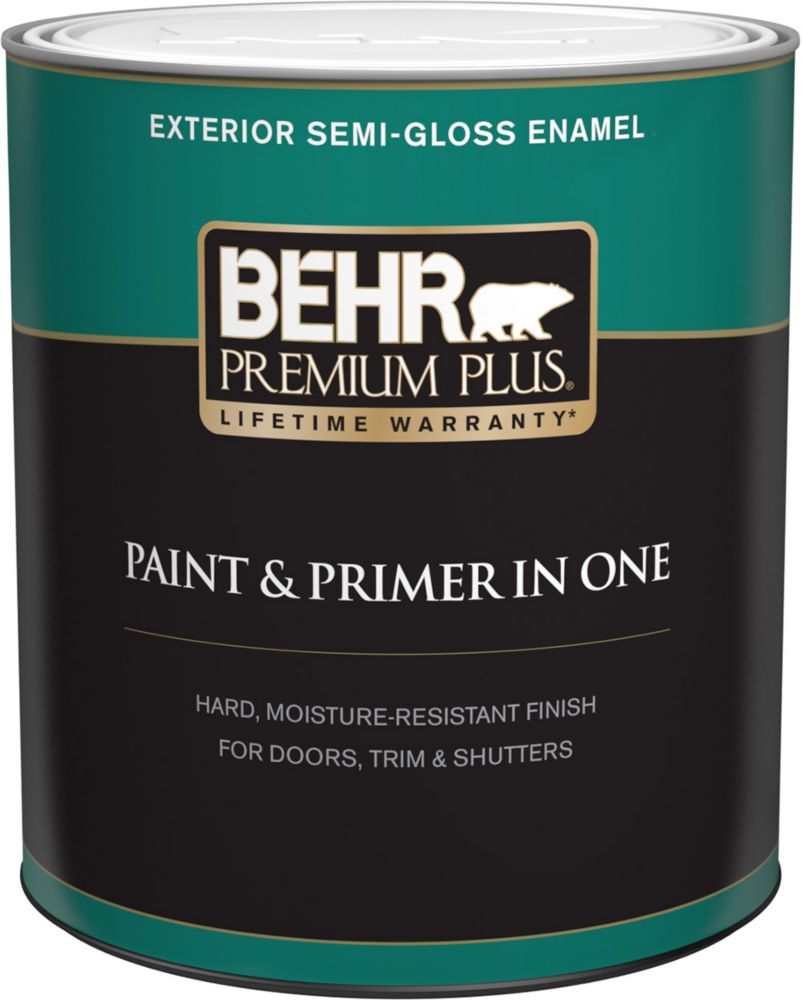 EXTERIOR SEMI-GLOSS ENAMEL
BEHR
PREMIUM PLUS®
LIFETIME WARRANTY*
PAINT & PRIMER IN ONE
HARD, MOISTURE-RESISTANT FINISH
FOR DOORS, TRIM & SHUTTERS